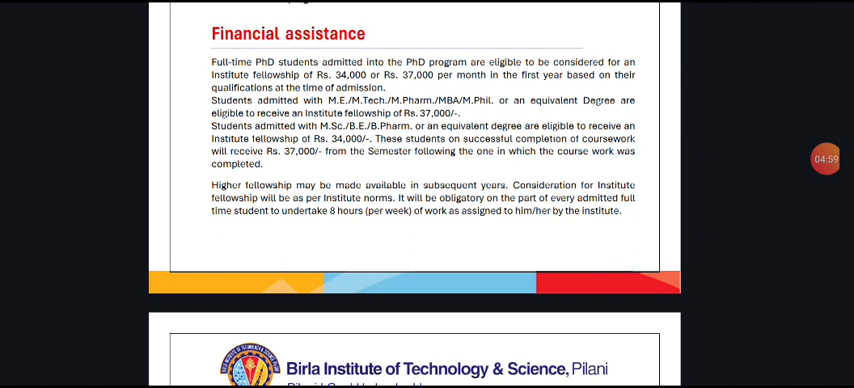 Financial assistance
Full-time PhD students admitted into the PhD program are eligible to be considered for an
Institute fellowship of Rs. 34,000 or Rs. 37,000 per month in the first year based on their
qualifications at the time of admission.
Students admitted with M.E./M.Tech./M.Pharm./MBA/M.Phil. or an equivalent Degree are
eligible to receive an Institute fellowship of Rs. 37,000/-.
Students admitted with M.Sc./B.E./B.Pharm. or an equivalent degree are eligible to receive an
Institute fellowship of Rs. 34,000/-. These students on successful completion of coursework
will receive Rs. 37,000/- from the Semester following the one in which the course work was
completed.
Higher fellowship may be made available in subsequent years. Consideration for Institute
fellowship will be as per Institute norms. It will be obligatory on the part of every admitted full
time student to undertake 8 hours (per week) of work as assigned to him/her by the institute.
04:59
Birla Institute of Technology & Science, Pilani